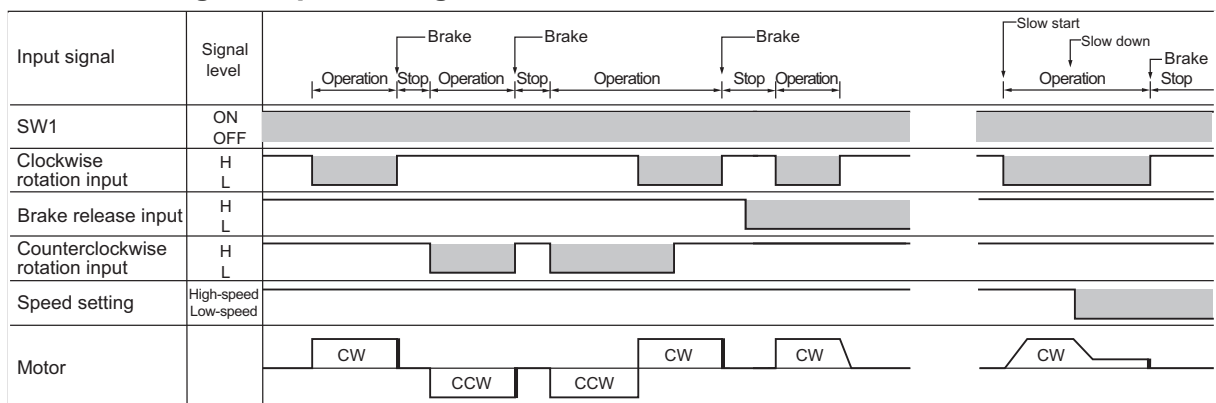 Input signal
Signal level
Brake
Brake
Brake
Slow start
Slow down
Brake
Operation Stop Operation Stop Operation Stop Operation
Operation Stop
SW1
ON
OFF
Clockwise
rotation input
H
L
Brake release input
H
L
Counterclockwise
rotation input
H
L
Speed setting
High-speed
Low-speed
Motor
CW
CCW
CCW
CW
CW
CW